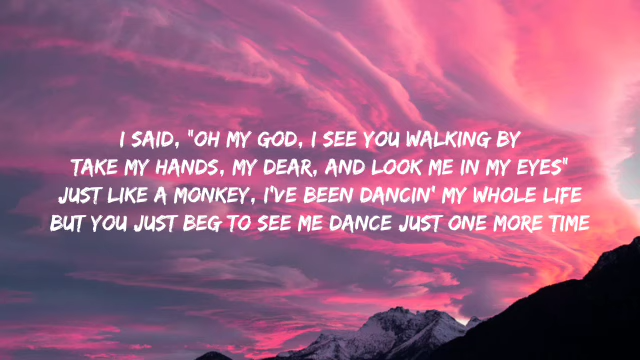 I SAID, "OH MY GOD, I SEE YOU WALKING BY
TAKE MY HANDS, MY DEAR, AND LOOK ME IN MY EYES"
JUST LIKE A MONKEY, I'VE BEEN DANCIN' MY WHOLE LIFE
BUT YOU JUST BEG TO SEE ME DANCE JUST ONE MORE TIME